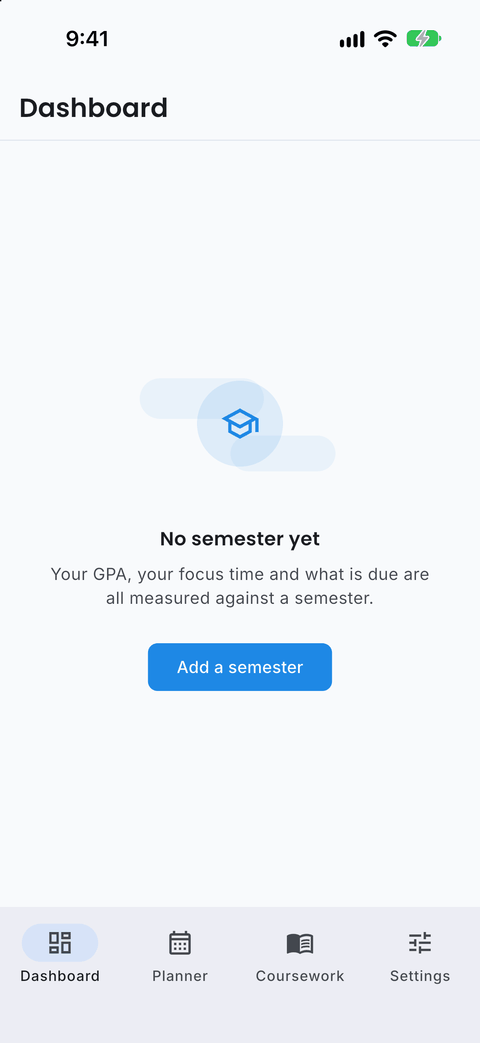 9:41
Dashboard
No semester yet
Your GPA, your focus time and what is due are
all measured against a semester.
Add a semester
Dashboard
Planner
Coursework
Settings